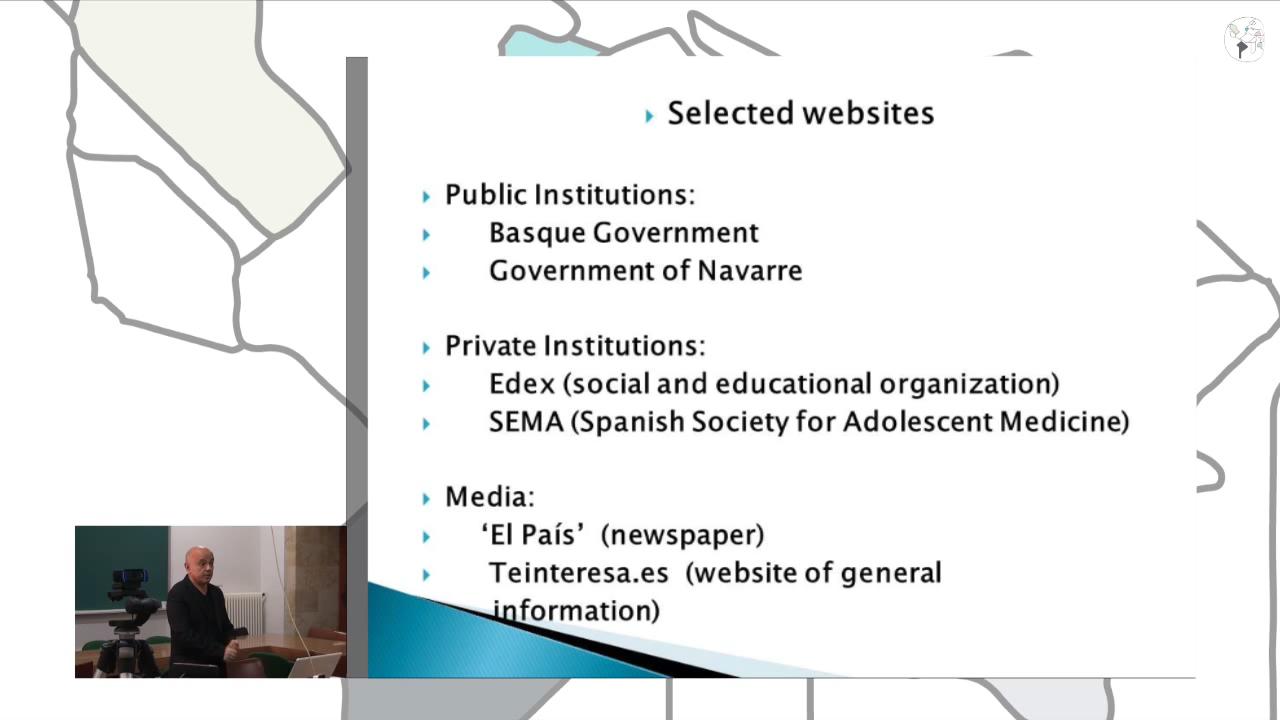 Selected websites
Public Institutions:
Basque Government
Government of Navarre
Private Institutions:
Edex (social and educational organization)
SEMA (Spanish Society for Adolescent Medicine)
Media:
‘El País’ (newspaper)
Teinteresa.es (website of general
information)